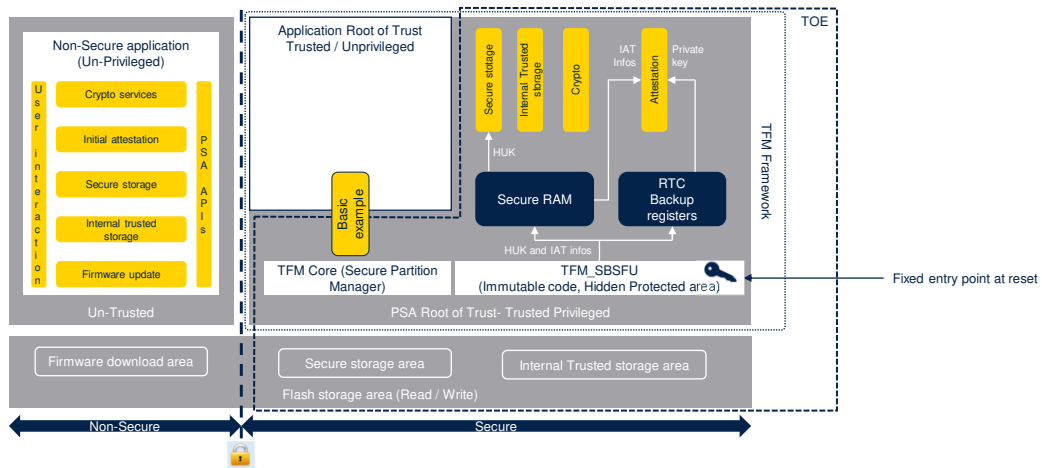 TOE
Non-Secure application
(Un-Privileged)
User interaction
Crypto services
Initial attestation
Secure storage
Internal trusted
storage
Firmware update
PSA APIs
Un-Trusted
Application Root of Trust
Trusted / Unprivileged
Basic
example
Secure stotage
Internal Trusted
storage
Crypto
Attestation
IAT
Infos
Private
key
HUK
Secure RAM
RTC
Backup
registers
HUK and IAT infos
TFM Core (Secure Partition
Manager)
TFM_SBSFU
(Immutable code, Hidden Protected area)
PSA Root of Trust- Trusted Privileged
TFM Framework
Fixed entry point at reset
Firmware download area
Secure storage area
Internal Trusted storage area
Flash storage area (Read / Write)
Non-Secure
Secure